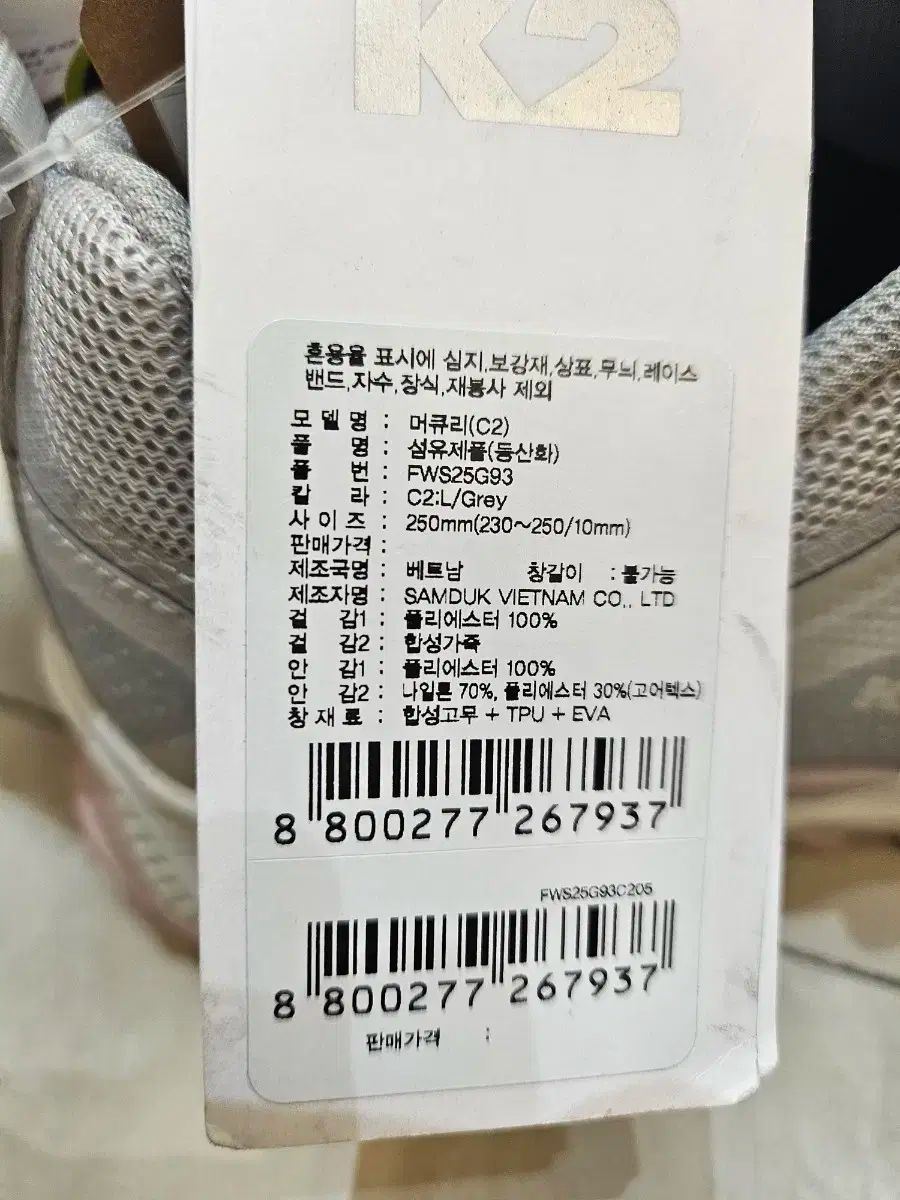 K2
혼용율 표시에 심지,보강재,상표,무늬,레이스
밴드,자수,장식,재봉사 제외
모 델 명 : 머큐리(C2)
품 명 : 섬유제품(등산화)
품 번 : FWS25G93
칼 라 : C2:L/Grey
사 이 즈 : 250mm(230~250/10mm)
판매가격 :
제조국명 : 베트남 창갈이 : 불가능
제조자명 : SAMDUK VIETNAM CO., LTD
겉 감1 : 폴리에스터 100%
겉 감2 : 합성가죽
안 감1 : 폴리에스터 100%
안 감2 : 나일론 70%, 폴리에스터 30%(고어텍스)
창 재 료 : 합성고무 + TPU + EVA
8 800277 267937
FWS25G93C205
8 800277 267937
판매가격 :